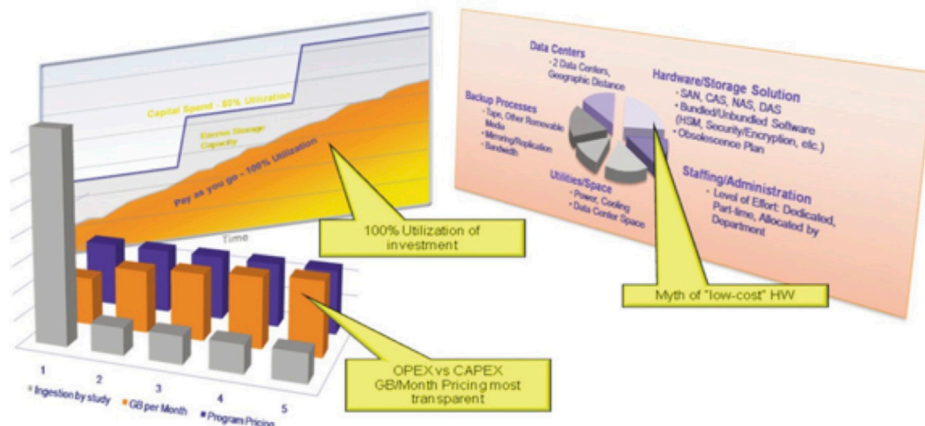 Capital Spend - 60% Utilization
Excess Storage
Capacity
Pay as you go - 100% Utilization
Time
100% Utilization of
investment
1
2
3
4
5
Ingestion by study
GB per Month
Program Pricing
OPEX vs CAPEX
GB/Month Pricing most
transparent
Data Centers
- 2 Data Centers,
Geographic Distance
Hardware/Storage Solution
- SAN, CAS, NAS, DAS
- Bundled/Unbundled Software
(HSM, Security/Encryption, etc.)
- Obsolescence Plan
Backup Processes
- Tape, Other Removable
Media
- Mirroring/Replication
- Bandwidth
Staffing/Administration
- Level of Effort: Dedicated,
Part-time, Allocated by
Department
Utilities/Space
- Power, Cooling
- Data Center Space
Myth of "low-cost" HW